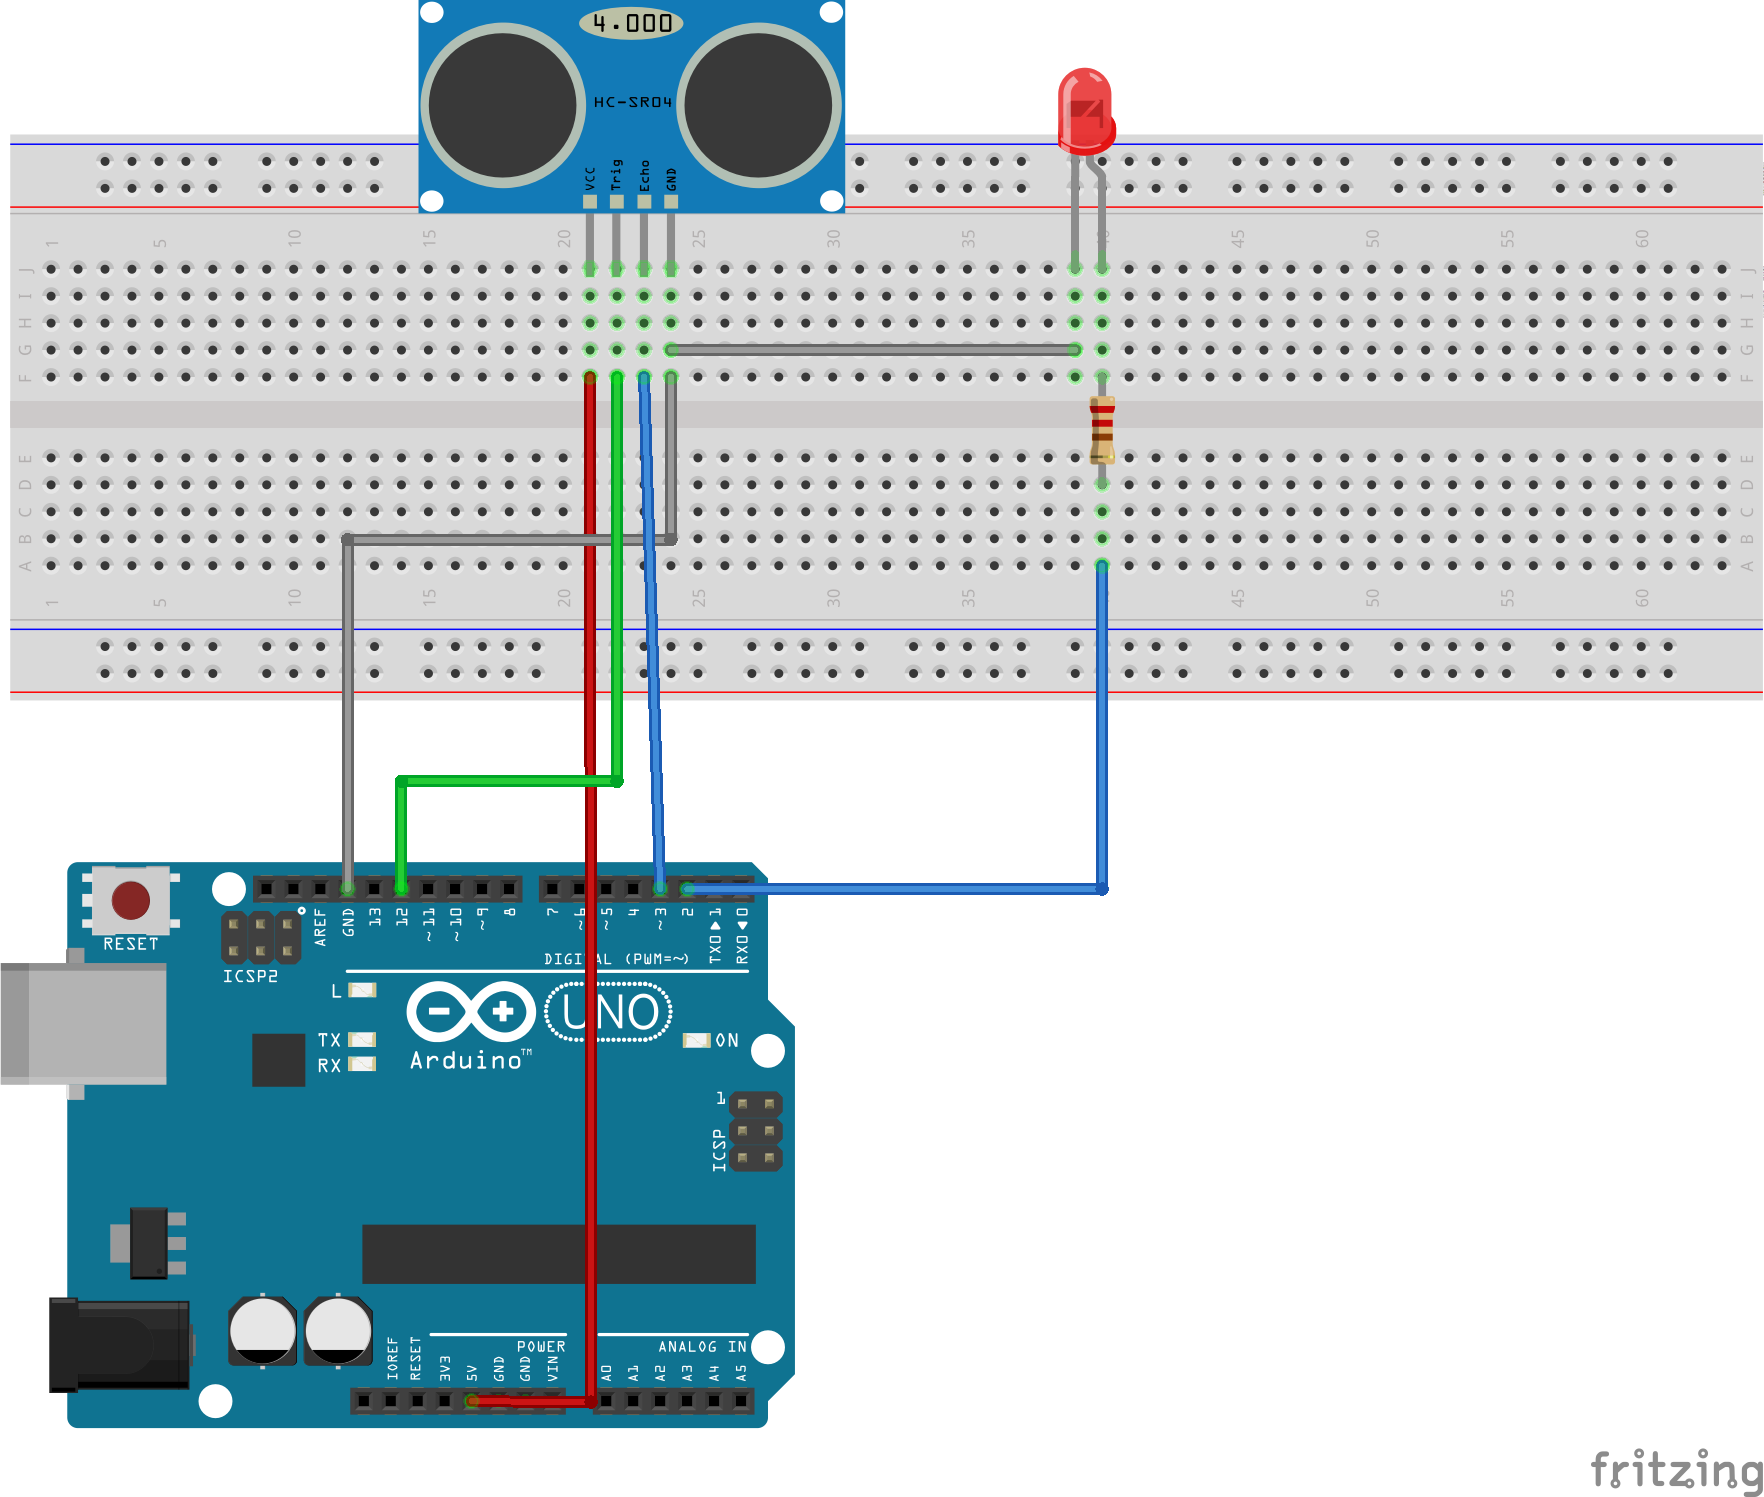 4.000
HC-SR04
VCC Trig Echo GND
1 5 10 15 20 25 30 35 45 50 55 60
J J
I I
H H
G G
F F
E E
D D
C C
B B
A A
1 5 10 15 20 25 30 35 45 50 55 60
RESET
ICSP2
AREF GND 13 12 ~11 ~10 ~9 8 7 ~6 ~5 4 ~3 2 TX0▶1 RX0◀0
DIGITAL (PWM=~)
L
TX
RX
Arduino™
UNO
ON
1
ICSP
POWER
ANALOG IN
IOREF RESET 3V3 5V GND GND VIN A0 A1 A2 A3 A4 A5
fritzing